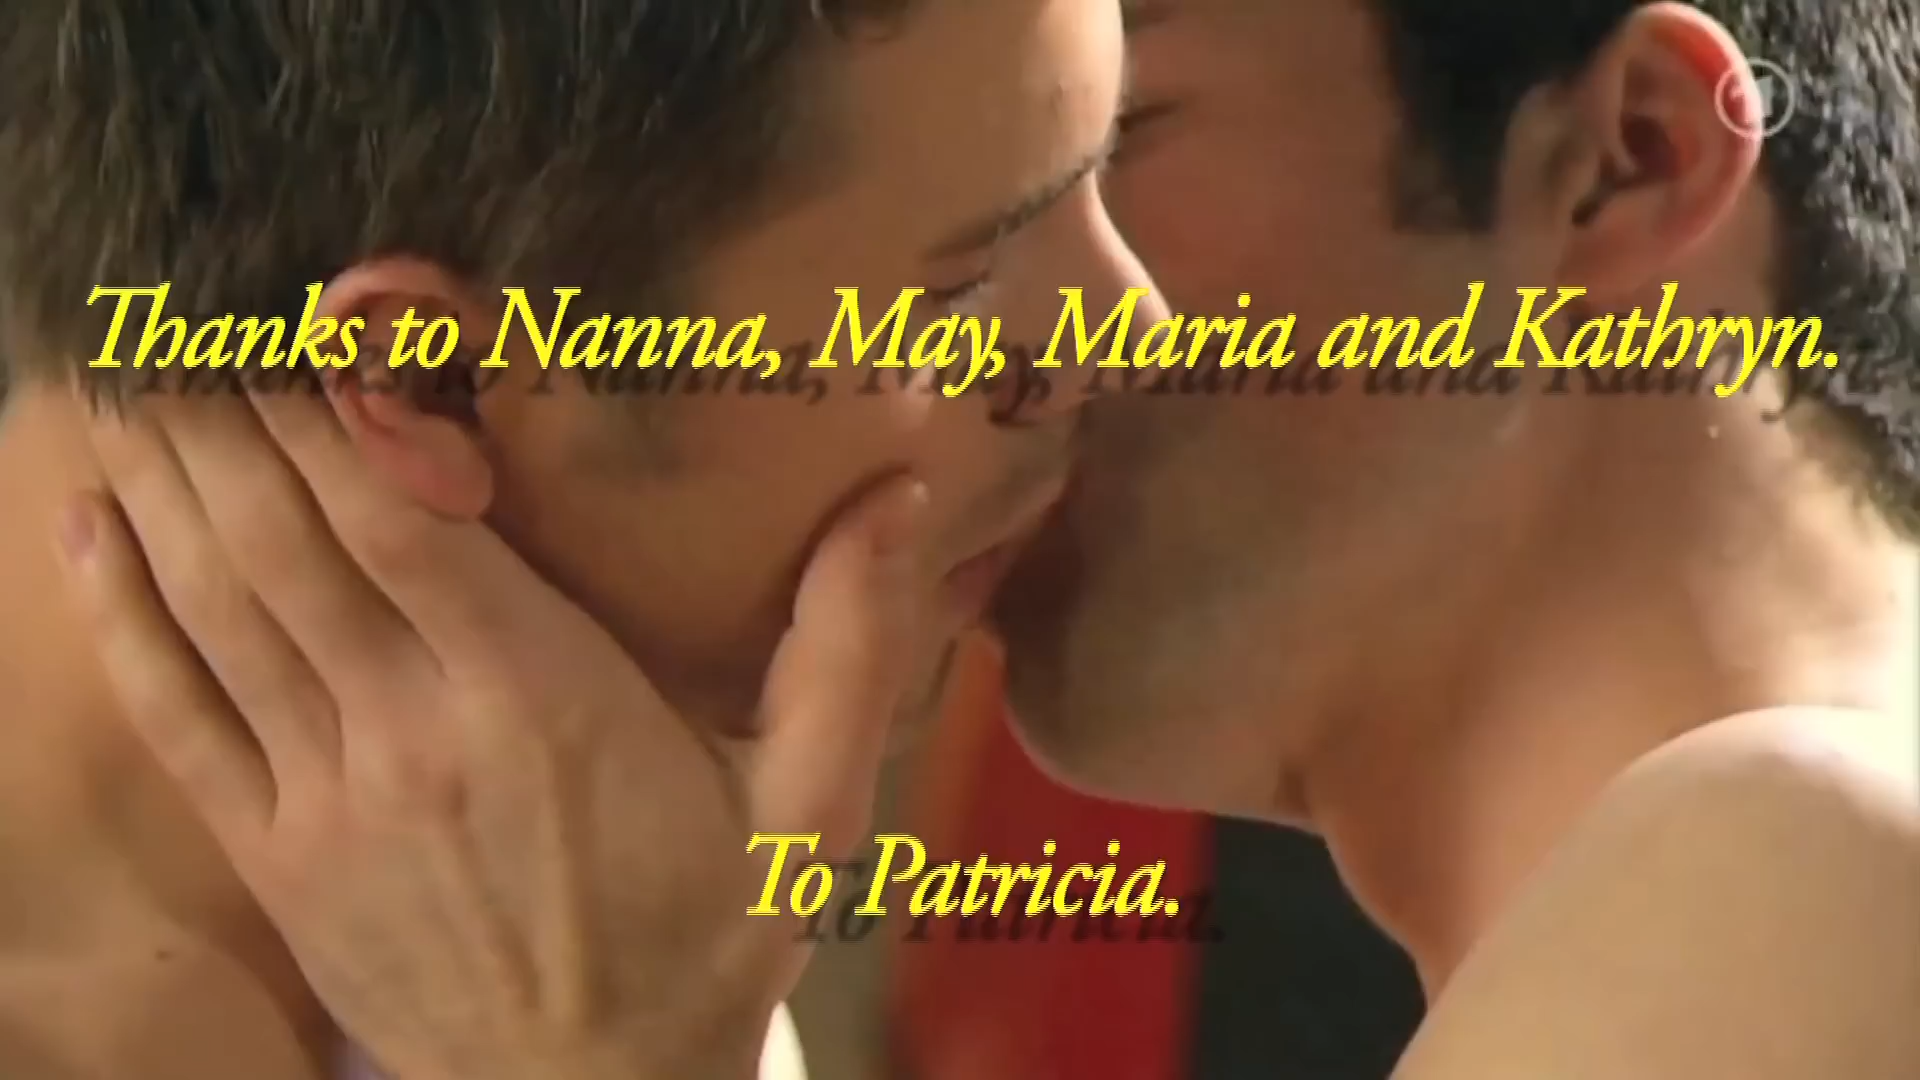 Thanks to Nanna, May, Maria and Kathryn.
To Patricia.